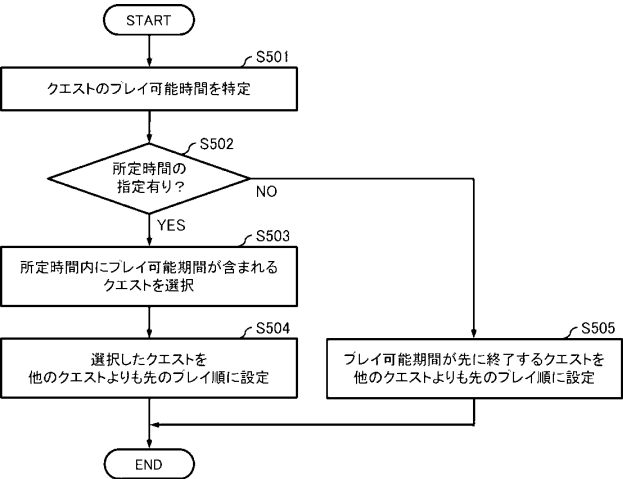 START
S501
クエストのプレイ可能時間を特定
S502
所定時間の
指定有り?
NO
YES
S503
所定時間内にプレイ可能期間が含まれる
クエストを選択
S504
選択したクエストを
他のクエストよりも先のプレイ順に設定
S505
プレイ可能期間が先に終了するクエストを
他のクエストよりも先のプレイ順に設定
END